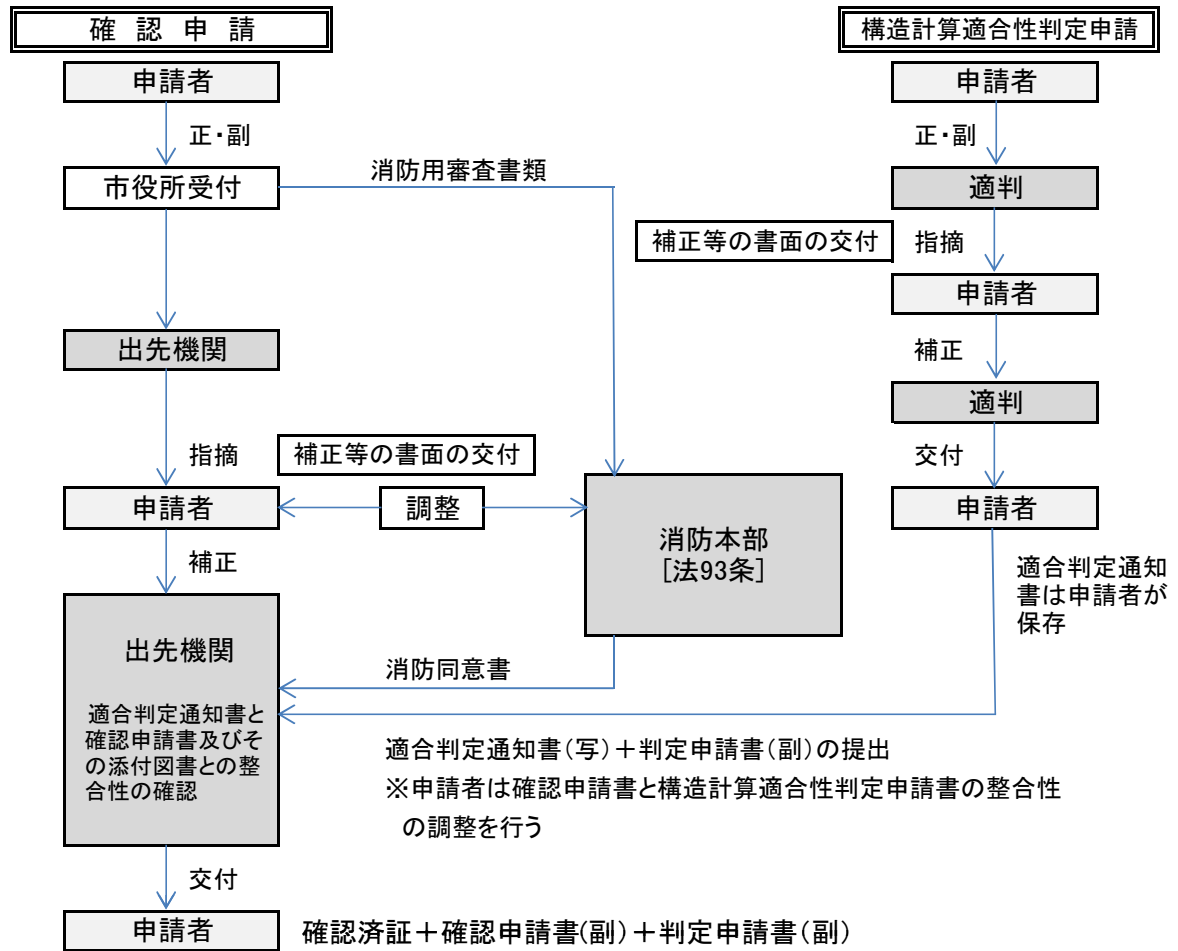 確 認 申 請
申請者
正・副
市役所受付
消防用審査書類
出先機関
指摘
補正等の書面の交付
申請者
調整
消防本部
[法93条]
補正
出先機関
適合判定通知書と
確認申請書及びそ
の添付図書との整
合性の確認
消防同意書
交付
申請者
確認済証＋確認申請書(副)＋判定申請書(副)
構造計算適合性判定申請
申請者
正・副
適判
補正等の書面の交付
指摘
申請者
補正
適判
交付
申請者
適合判定通知
書は申請者が
保存
適合判定通知書(写)＋判定申請書(副)の提出
※申請者は確認申請書と構造計算適合性判定申請書の整合性
の調整を行う